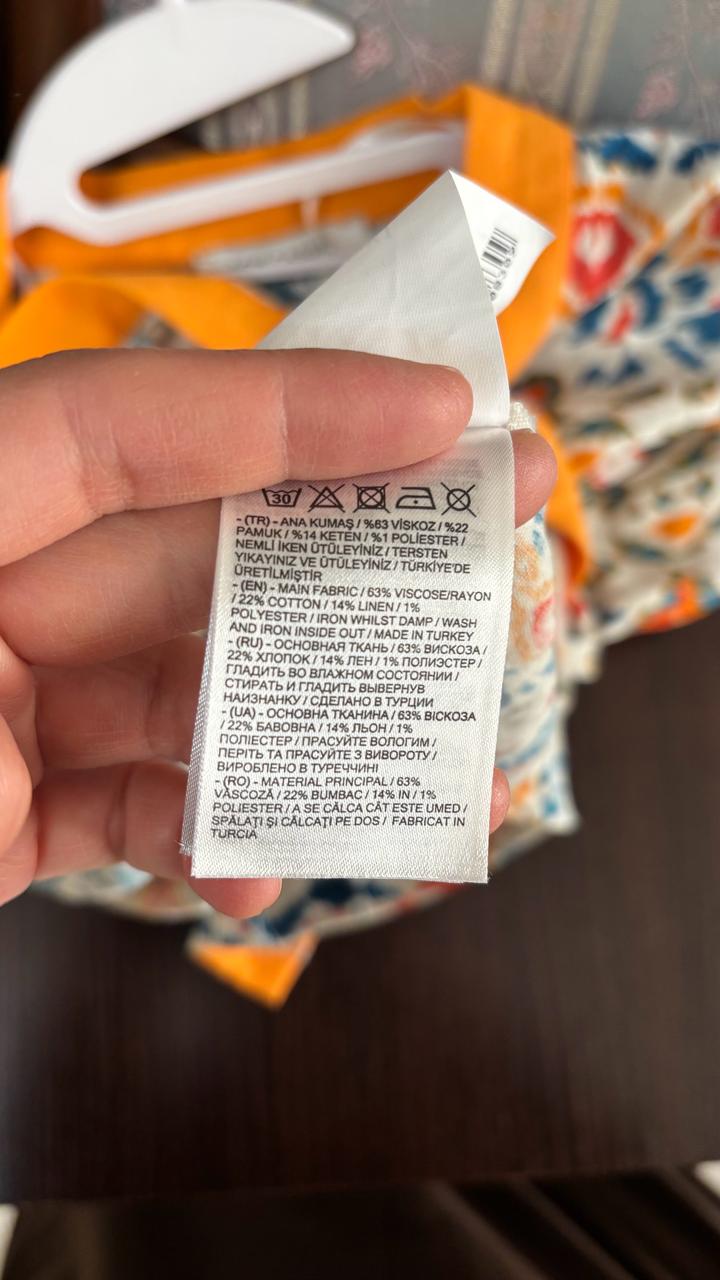 30
- (TR) - ANA KUMAŞ / %63 VİSKOZ / %22
PAMUK / %14 KETEN / %1 POLİESTER /
NEMLİ İKEN ÜTÜLEYİNİZ / TERSTEN
YIKAYINIZ VE ÜTÜLEYİNİZ / TÜRKİYE'DE
ÜRETİLMİŞTİR
- (EN) - MAIN FABRIC / 63% VISCOSE/RAYON
/ 22% COTTON / 14% LINEN / 1%
POLYESTER / IRON WHILST DAMP / WASH
AND IRON INSIDE OUT / MADE IN TURKEY
- (RU) - ОСНОВНАЯ ТКАНЬ / 63% ВИСКОЗА /
22% ХЛОПОК / 14% ЛЕН / 1% ПОЛИЭСТЕР /
ГЛАДИТЬ ВО ВЛАЖНОМ СОСТОЯНИИ /
СТИРАТЬ И ГЛАДИТЬ ВЫВЕРНУВ
НАИЗНАНКУ / СДЕЛАНО В ТУРЦИИ
- (UA) - ОСНОВНА ТКАНИНА / 63% ВІСКОЗА
/ 22% БАВОВНА / 14% ЛЬОН / 1%
ПОЛІЕСТЕР / ПРАСУЙТЕ ВОЛОГИМ /
ПЕРІТЬ ТА ПРАСУЙТЕ З ВИВОРОТУ /
ВИРОБЛЕНО В ТУРЕЧЧИНІ
- (RO) - MATERIAL PRINCIPAL / 63%
VÂSCOZĂ / 22% BUMBAC / 14% IN / 1%
POLIESTER / A SE CĂLCA CÂT ESTE UMED /
SPĂLAŢI ŞI CĂLCAŢI PE DOS / FABRICAT IN
TURCIA